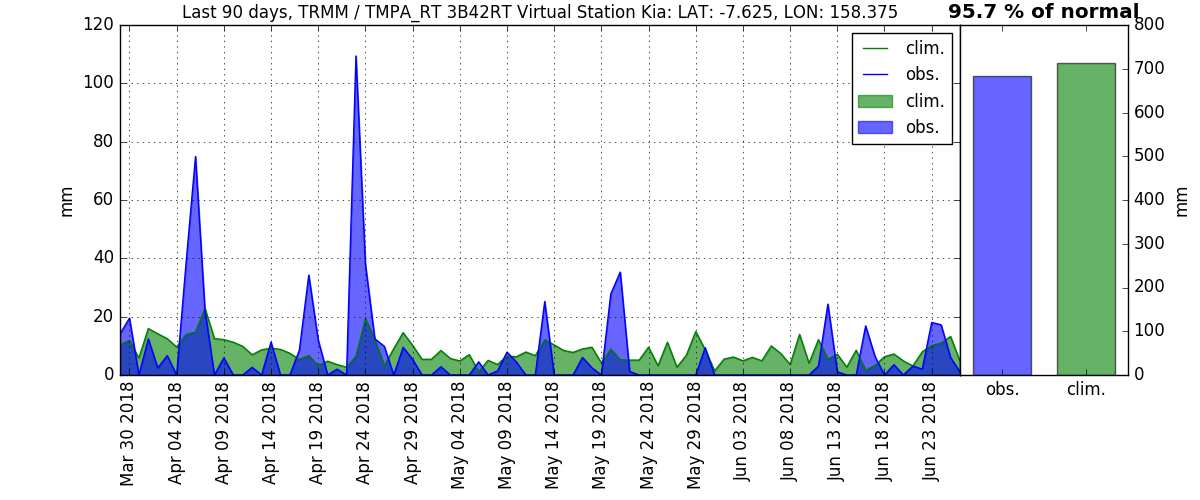 Last 90 days, TRMM / TMPA_RT 3B42RT Virtual Station Kia: LAT: -7.625, LON: 158.375
95.7 % of normal
120
100
80
60
40
20
0
mm
clim.
obs.
clim.
obs.
800
700
600
500
400
300
200
100
0
mm
obs.
clim.
Mar 30 2018
Apr 04 2018
Apr 09 2018
Apr 14 2018
Apr 19 2018
Apr 24 2018
Apr 29 2018
May 04 2018
May 09 2018
May 14 2018
May 19 2018
May 24 2018
May 29 2018
Jun 03 2018
Jun 08 2018
Jun 13 2018
Jun 18 2018
Jun 23 2018